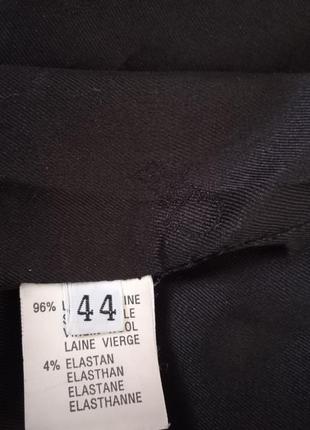 96%
44
LAINE VIERGE
4% ELASTAN
ELASTHAN
ELASTANE
ELASTHANNE